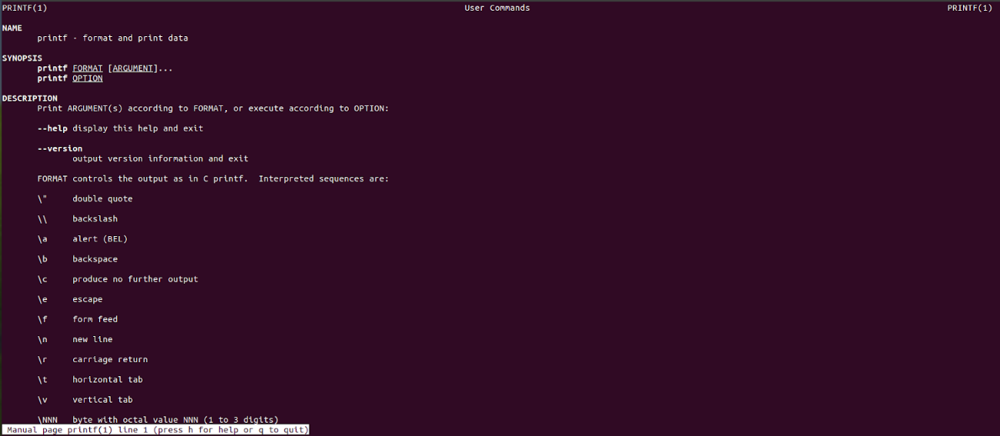 PRINTF(1) User Commands PRINTF(1)
NAME
printf - format and print data
SYNOPSIS
printf FORMAT [ARGUMENT]...
printf OPTION
DESCRIPTION
Print ARGUMENT(s) according to FORMAT, or execute according to OPTION:
--help display this help and exit
--version
output version information and exit
FORMAT controls the output as in C printf.  Interpreted sequences are:
\" double quote
\\ backslash
\a alert (BEL)
\b backspace
\c produce no further output
\e escape
\f form feed
\n new line
\r carriage return
\t horizontal tab
\v vertical tab
\NNN byte with octal value NNN (1 to 3 digits)
Manual page printf(1) line 1 (press h for help or q to quit)